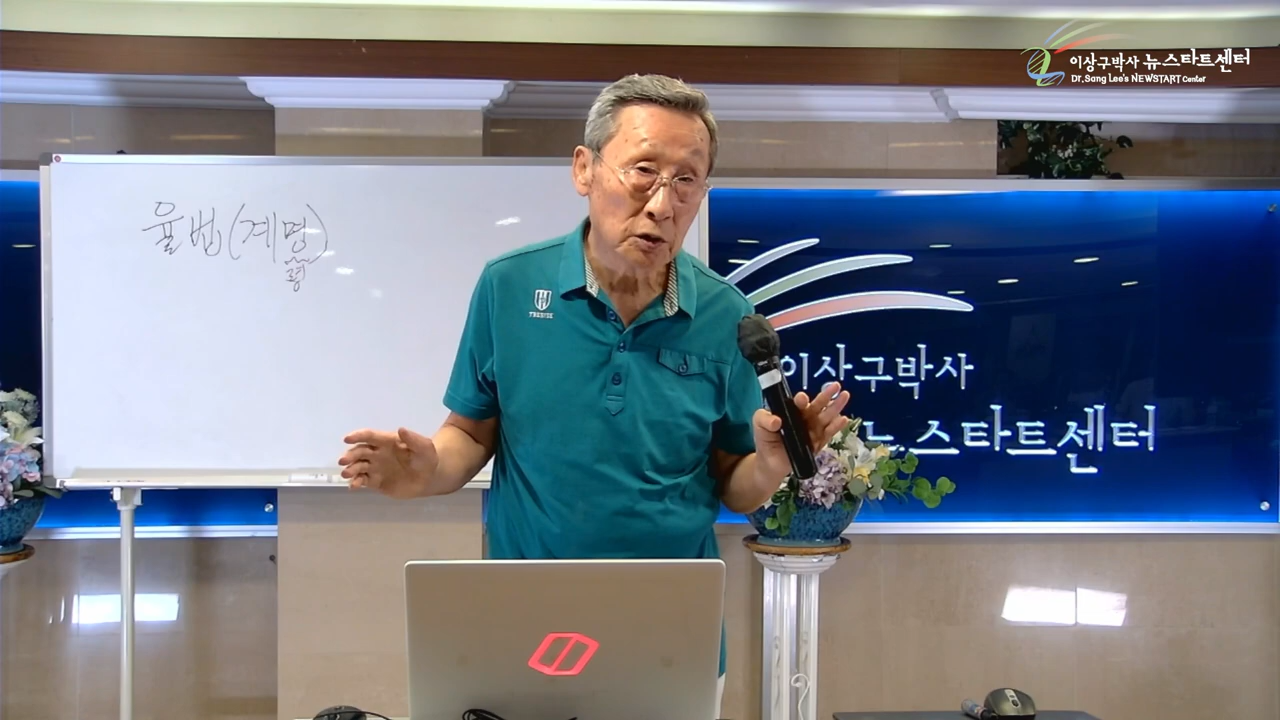 이상구박사 뉴스타트센터
Dr. Sang Lee's NEWSTART Center
율법(계명)
령
TREBISE
이상구박사
뉴스타트센터